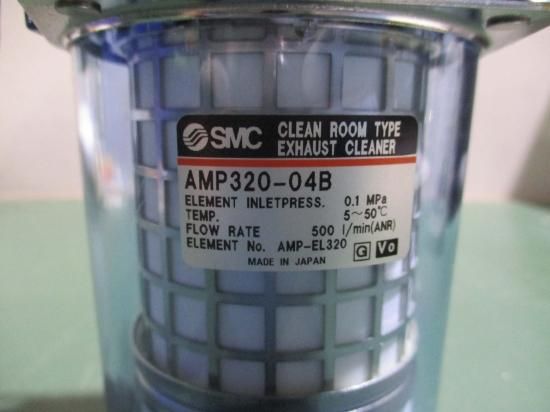 SMC CLEAN ROOM TYPE
EXHAUST CLEANER
AMP320-04B
ELEMENT INLETPRESS. 0.1 MPa
TEMP. 5~50℃
FLOW RATE 500 l/min(ANR)
ELEMENT No. AMP-EL320 G Vo
MADE IN JAPAN